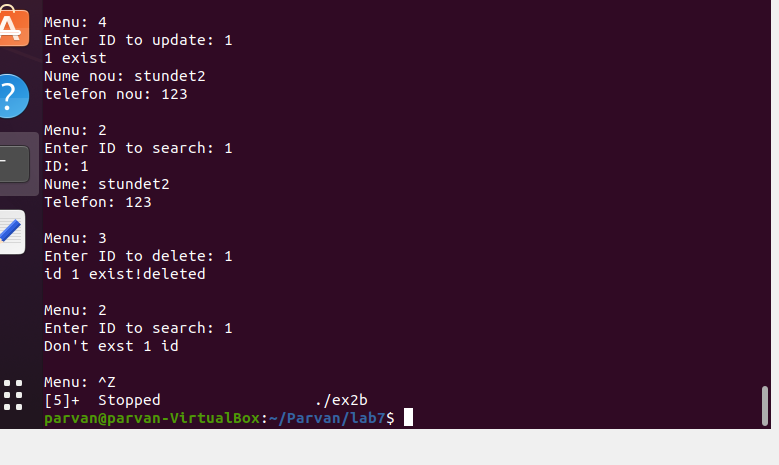 Menu: 4
Enter ID to update: 1
1 exist
Nume nou: stundet2
telefon nou: 123
Menu: 2
Enter ID to search: 1
ID: 1
Nume: stundet2
Telefon: 123
Menu: 3
Enter ID to delete: 1
id 1 exist!deleted
Menu: 2
Enter ID to search: 1
Don't exst 1 id
Menu: ^Z
[5]+  Stopped                 ./ex2b
parvan@parvan-VirtualBox:~/Parvan/lab7$